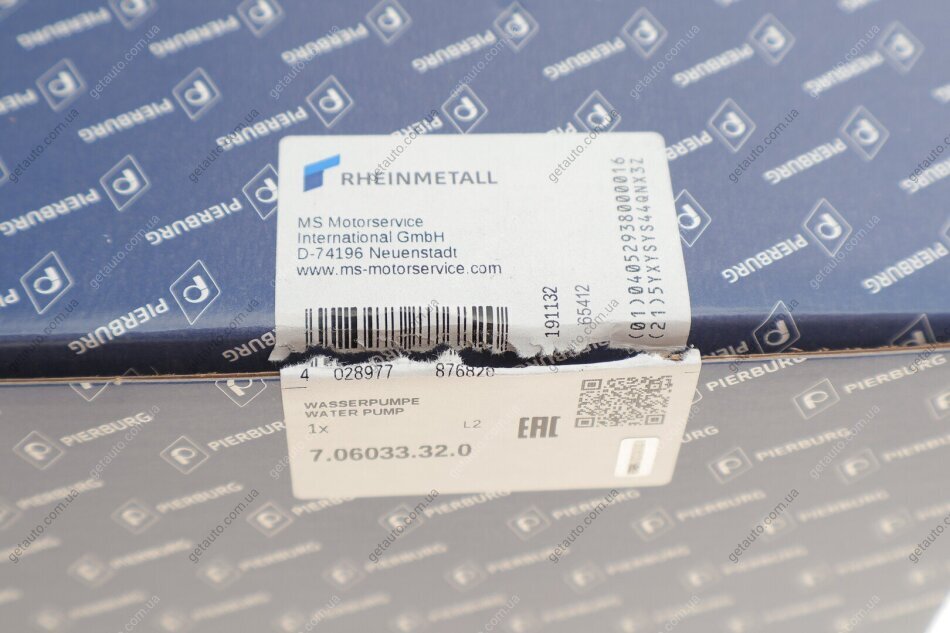 RHEINMETALL
MS Motorservice
International GmbH
D-74196 Neuenstadt
www.ms-motorservice.com
191132
65412
(01)04052938000016
(21)5YXYSYS44QNX32
4 028977 876820
WASSERPUMPE
WATER PUMP
1x
L2
EAC
7.06033.32.0
PIERBURG
getauto.com.ua